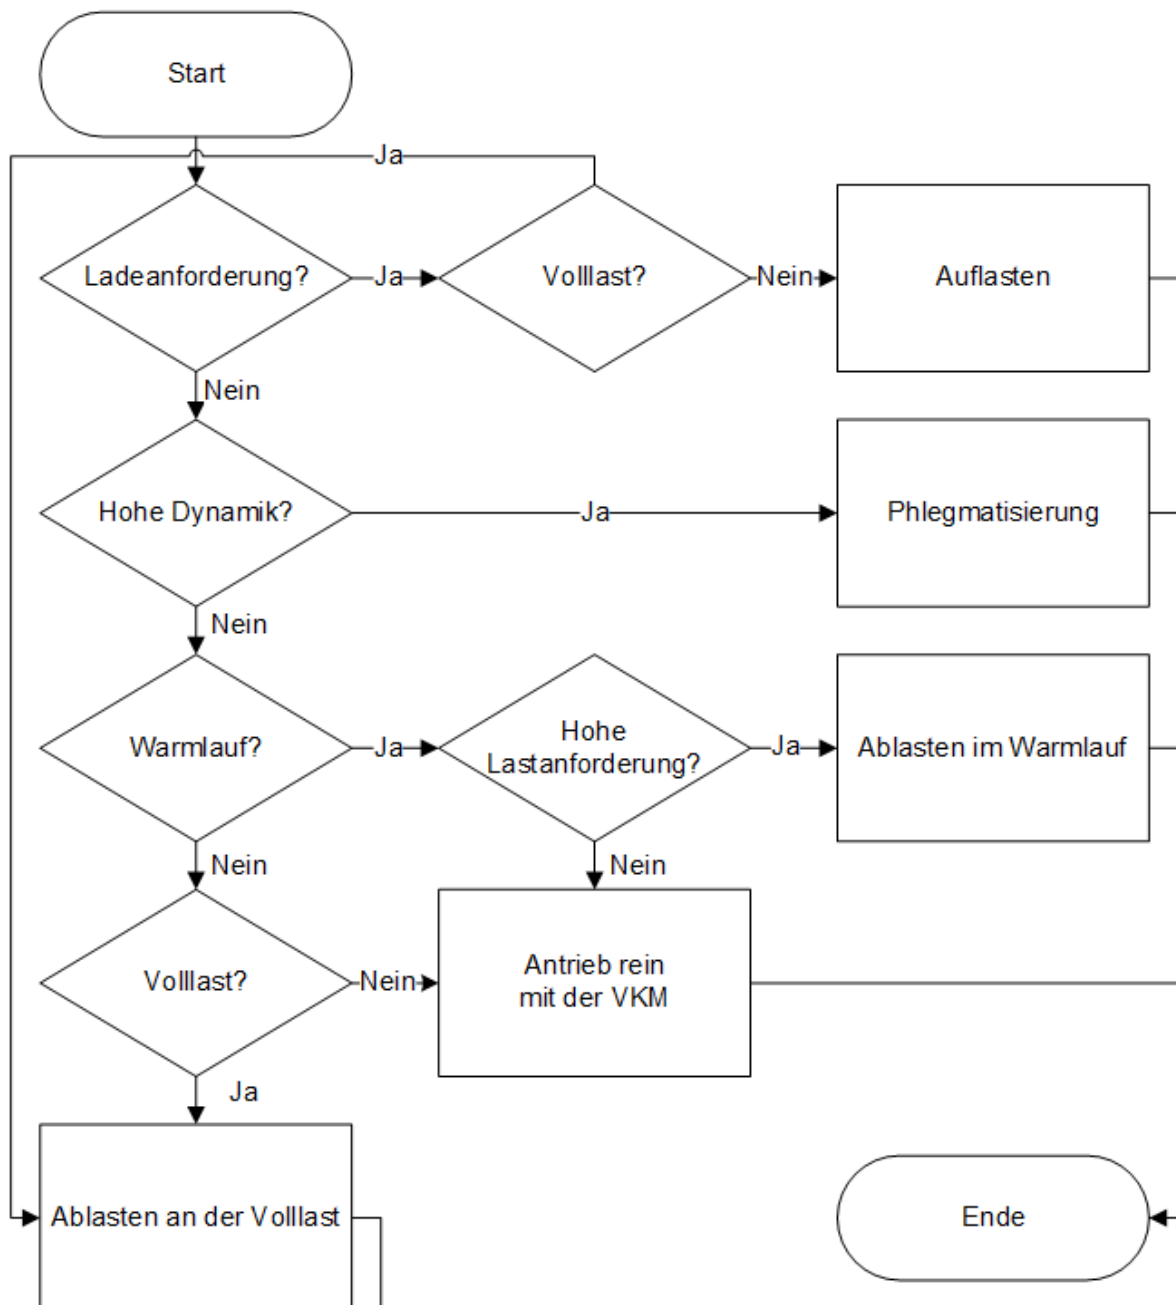 Start
Ja
Ladeanforderung?
Ja
Volllast?
Nein
Auflasten
Nein
Hohe Dynamik?
Ja
Phlegmatisierung
Nein
Warmlauf?
Ja
Hohe
Lastanforderung?
Ja
Ablasten im Warmlauf
Nein
Nein
Volllast?
Nein
Antrieb rein
mit der VKM
Ja
Ablasten an der Volllast
Ende